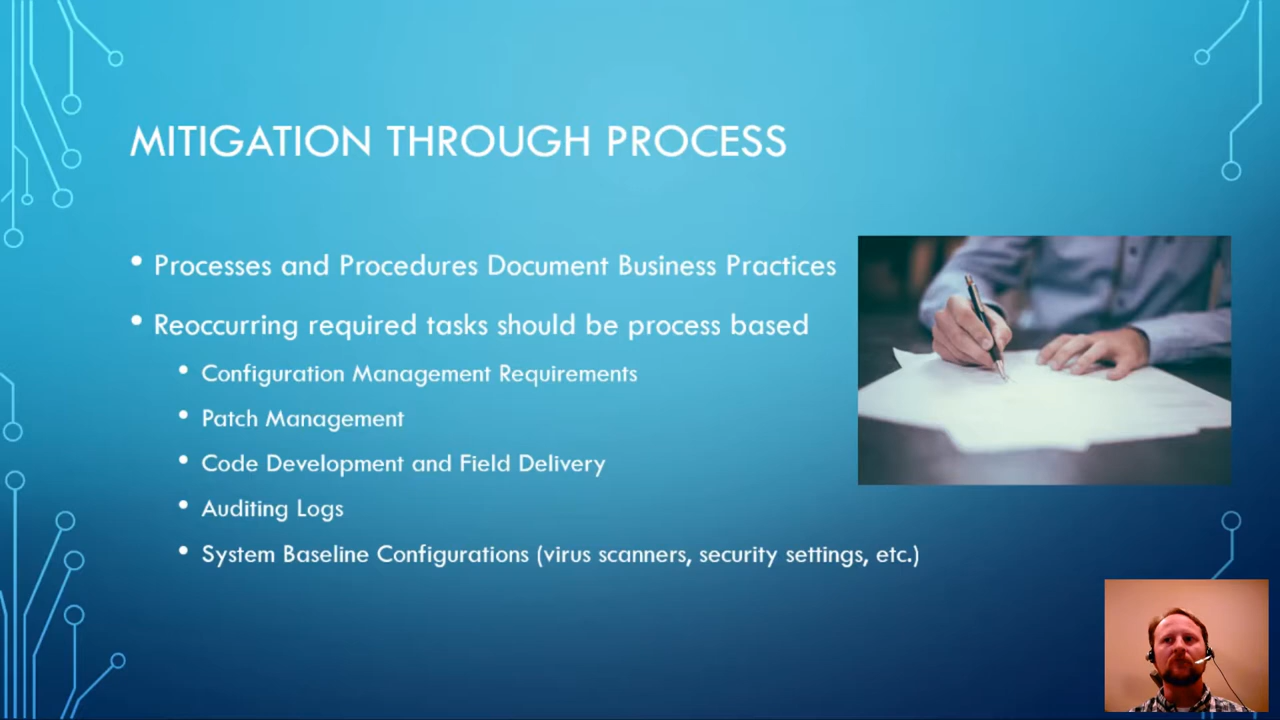 MITIGATION THROUGH PROCESS
• Processes and Procedures Document Business Practices
• Reoccurring required tasks should be process based
• Configuration Management Requirements
• Patch Management
• Code Development and Field Delivery
• Auditing Logs
• System Baseline Configurations (virus scanners, security settings, etc.)